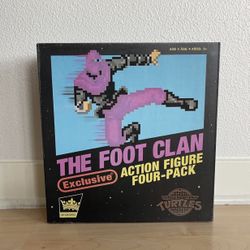 THE FOOT CLAN
Exclusive
ACTION FIGURE
FOUR-PACK
TURTLES